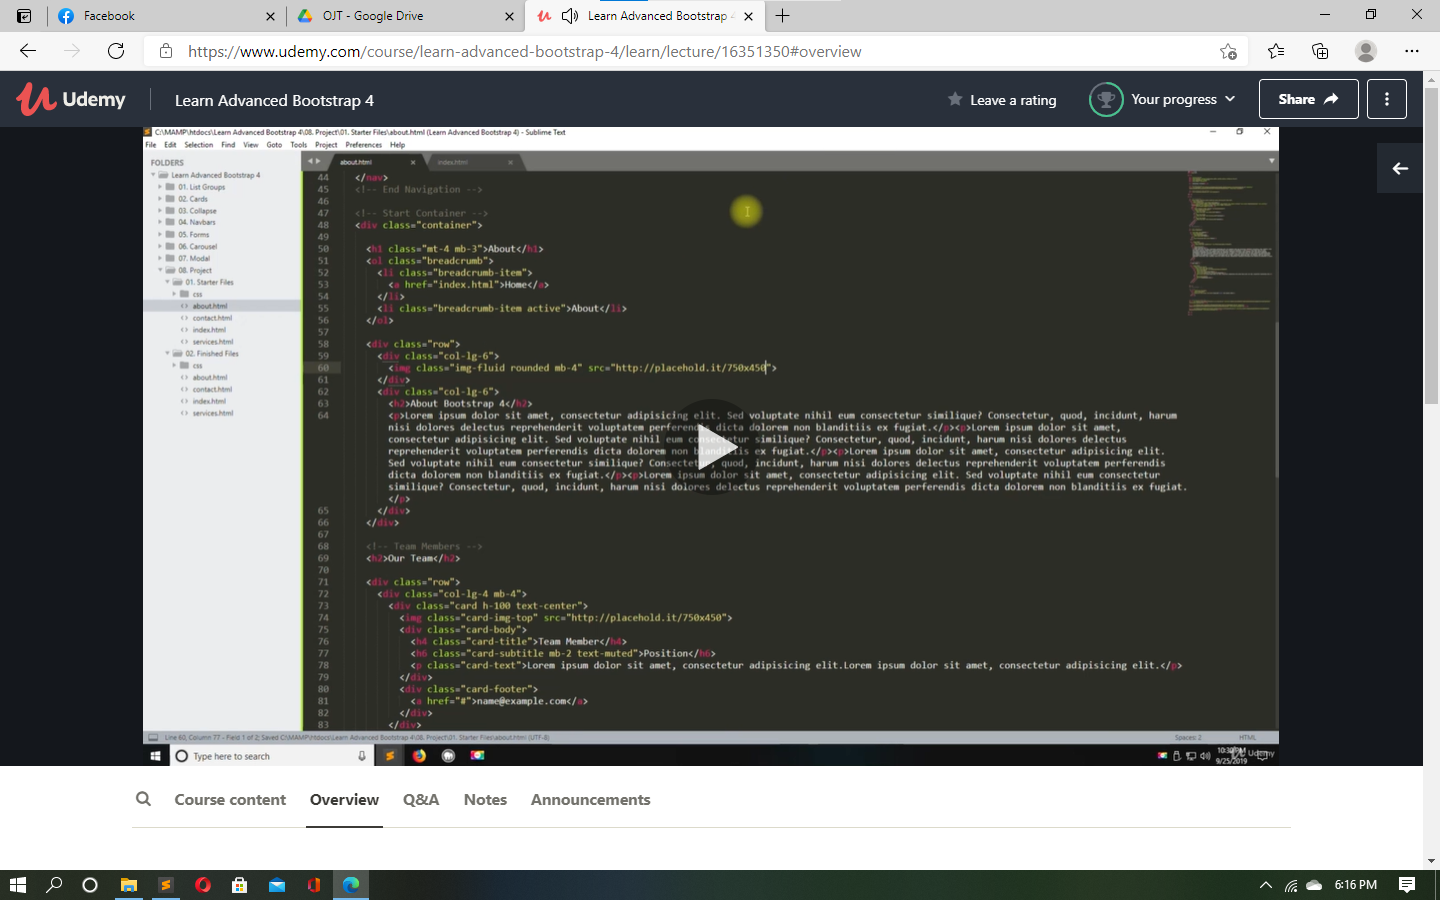 Facebook
OJT - Google Drive
Learn Advanced Bootstrap 4
https://www.udemy.com/course/learn-advanced-bootstrap-4/learn/lecture/16351350#overview
Udemy
Learn Advanced Bootstrap 4
Leave a rating
Your progress
Share
C:\MAMP\htdocs\Learn Advanced Bootstrap 4\08. Project\01. Starter Files\about.html (Learn Advanced Bootstrap 4) - Sublime Text
File Edit Selection Find View Goto Tools Project Preferences Help
FOLDERS
Learn Advanced Bootstrap 4
01. List Groups
02. Cards
03. Collapse
04. Navbars
05. Forms
06. Carousel
07. Modal
08. Project
01. Starter Files
css
about.html
contact.html
index.html
services.html
02. Finished Files
css
about.html
contact.html
index.html
services.html
about.html
index.html
44 </nav>
45 <!-- End Navigation -->
46
47 <!-- Start Container -->
48 <div class="container">
49
50 <h1 class="mt-4 mb-3">About</h1>
51 <ol class="breadcrumb">
52 <li class="breadcrumb-item">
53 <a href="index.html">Home</a>
54 </li>
55 <li class="breadcrumb-item active">About</li>
56 </ol>
57
58 <div class="row">
59 <div class="col-lg-6">
60 <img class="img-fluid rounded mb-4" src="http://placehold.it/750x450">
61 </div>
62 <div class="col-lg-6">
63 <h2>About Bootstrap 4</h2>
64 <p>Lorem ipsum dolor sit amet, consectetur adipisicing elit. Sed voluptate nihil eum consectetur similique? Consectetur, quod, incidunt, harum
nisi dolores delectus reprehenderit voluptatem perferendis dicta dolorem non blanditiis ex fugiat.</p><p>Lorem ipsum dolor sit amet,
consectetur adipisicing elit. Sed voluptate nihil eum consectetur similique? Consectetur, quod, incidunt, harum nisi dolores delectus
reprehenderit voluptatem perferendis dicta dolorem non blanditiis ex fugiat.</p><p>Lorem ipsum dolor sit amet, consectetur adipisicing elit.
Sed voluptate nihil eum consectetur similique? Consectetur, quod, incidunt, harum nisi dolores delectus reprehenderit voluptatem perferendis
dicta dolorem non blanditiis ex fugiat.</p><p>Lorem ipsum dolor sit amet, consectetur adipisicing elit. Sed voluptate nihil eum consectetur
similique? Consectetur, quod, incidunt, harum nisi dolores delectus reprehenderit voluptatem perferendis dicta dolorem non blanditiis ex fugiat.
</p>
65 </div>
66 </div>
67
68 <!-- Team Members -->
69 <h2>Our Team</h2>
70
71 <div class="row">
72 <div class="col-lg-4 mb-4">
73 <div class="card h-100 text-center">
74 <img class="card-img-top" src="http://placehold.it/750x450">
75 <div class="card-body">
76 <h4 class="card-title">Team Member</h4>
77 <h6 class="card-subtitle mb-2 text-muted">Position</h6>
78 <p class="card-text">Lorem ipsum dolor sit amet, consectetur adipisicing elit.Lorem ipsum dolor sit amet, consectetur adipisicing elit.</p>
79 </div>
80 <div class="card-footer">
81 <a href="#">name@example.com</a>
82 </div>
83 </div>
Line 60, Column 77 - Field 1 of 2; Saved C:\MAMP\htdocs\Learn Advanced Bootstrap 4\08. Project\01. Starter Files\about.html (UTF-8)
Spaces: 2
HTML
Type here to search
9/25/2019
Udemy
Course content
Overview
Q&A
Notes
Announcements
6:16 PM